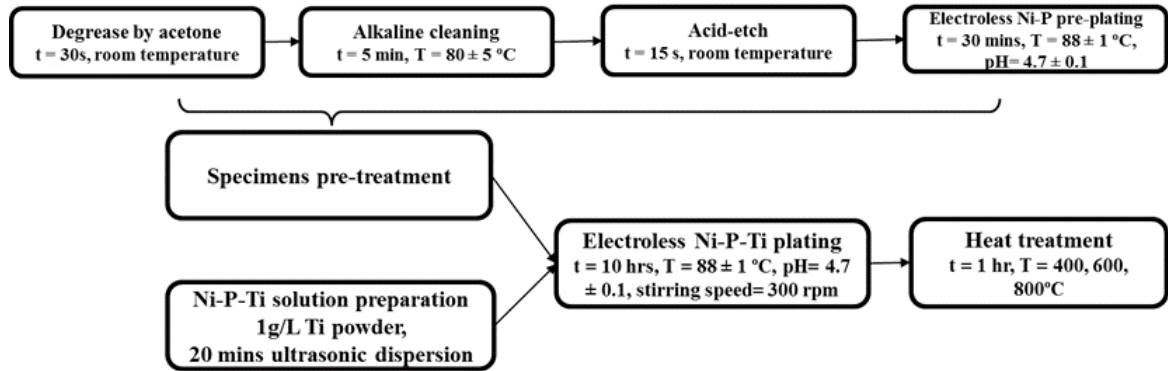 Degrease by acetone
t = 30s, room temperature
Alkaline cleaning
t = 5 min, T = 80 ± 5 ºC
Acid-etch
t = 15 s, room temperature
Electroless Ni-P pre-plating
t = 30 mins, T = 88 ± 1 ºC,
pH= 4.7 ± 0.1
Specimens pre-treatment
Ni-P-Ti solution preparation
1g/L Ti powder,
20 mins ultrasonic dispersion
Electroless Ni-P-Ti plating
t = 10 hrs, T = 88 ± 1 ºC, pH= 4.7
± 0.1, stirring speed= 300 rpm
Heat treatment
t = 1 hr, T = 400, 600,
800ºC